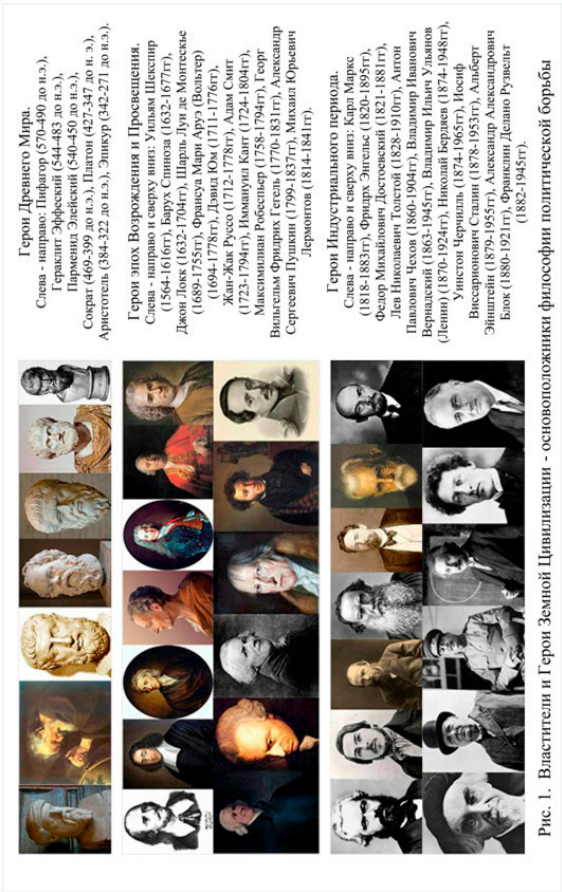 Герои Древнего Мира.
Слева - направо: Пифагор (570-490 до н.э.),
Гераклит Эфесский (544-483 до н.э.),
Парменид Элейский (540-450 до н.э.),
Сократ (469-399 до н.э.), Платон (427-347 до н. э.),
Аристотель (384-322 до н.э.), Эпикур (342-271 до н.э.).
Герои эпох Возрождения и Просвещения.
Слева - направо и сверху вниз: Уильям Шекспир
(1564-1616гг), Барух Спиноза (1632-1677гг)
Джон Локк (1632-1704гг), Шарль Луи де Монтескье
(1689-1755гг), Франсуа Мари Аруэ (Вольтер)
(1694-1778гг), Дэвид Юм (1711-1776гг),
Жан-Жак Руссо (1712-1778гг), Адам Смит
(1723-1794гг), Иммануил Кант (1724-1804гг),
Максимилиан Робеспьер (1758-1794гг), Георг
Вильгельм Фридрих Гегель (1770-1831гг), Александр
Сергеевич Пушкин (1799-1837гг), Михаил Юрьевич
Лермонтов (1814-1841гг).
Герои Индустриального периода.
Слева - направо и сверху вниз: Карл Маркс
(1818-1883гг), Фридрх Энгельс (1820-1895гг),
Федор Михайлович Достоевский (1821-1881гг),
Лев Николаевич Толстой (1828-1910гг), Антон
Павлович Чехов (1860-1904гг), Владимир Иванович
Вернадский (1863-1945гг), Владимир Ильич Ульянов
(Ленин) (1870-1924гг), Николай Бердяев (1874-1948гг)
Уинстон Черчилль (1874-1965гг), Иосиф
Виссарионович Сталин (1878-1953гг), Альберт
Эйнштейн (1879-1955гг), Александр Александрович
Блок (1880-1921гг), Франклин Делано Рузвельт
(1882-1945гг).
Рис. 1. Властители и Герои Земной Цивилизации - основоположники философии политической борьбы